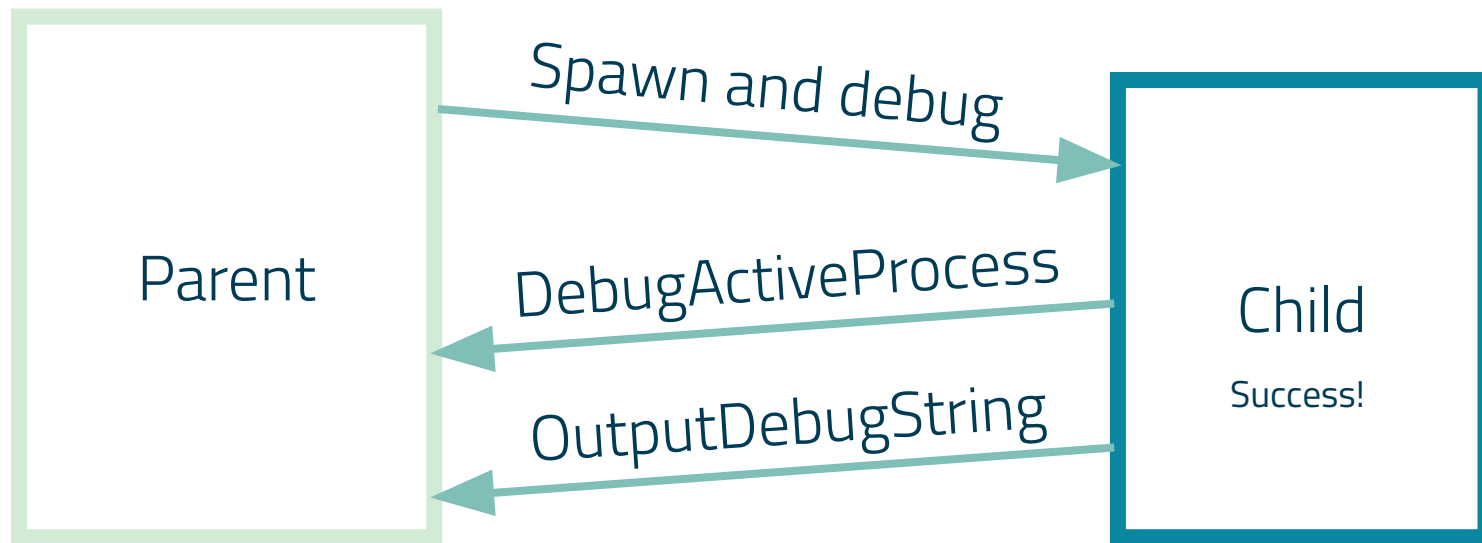 Spawn and debug
Parent
DebugActiveProcess
Child
Success!
OutputDebugString